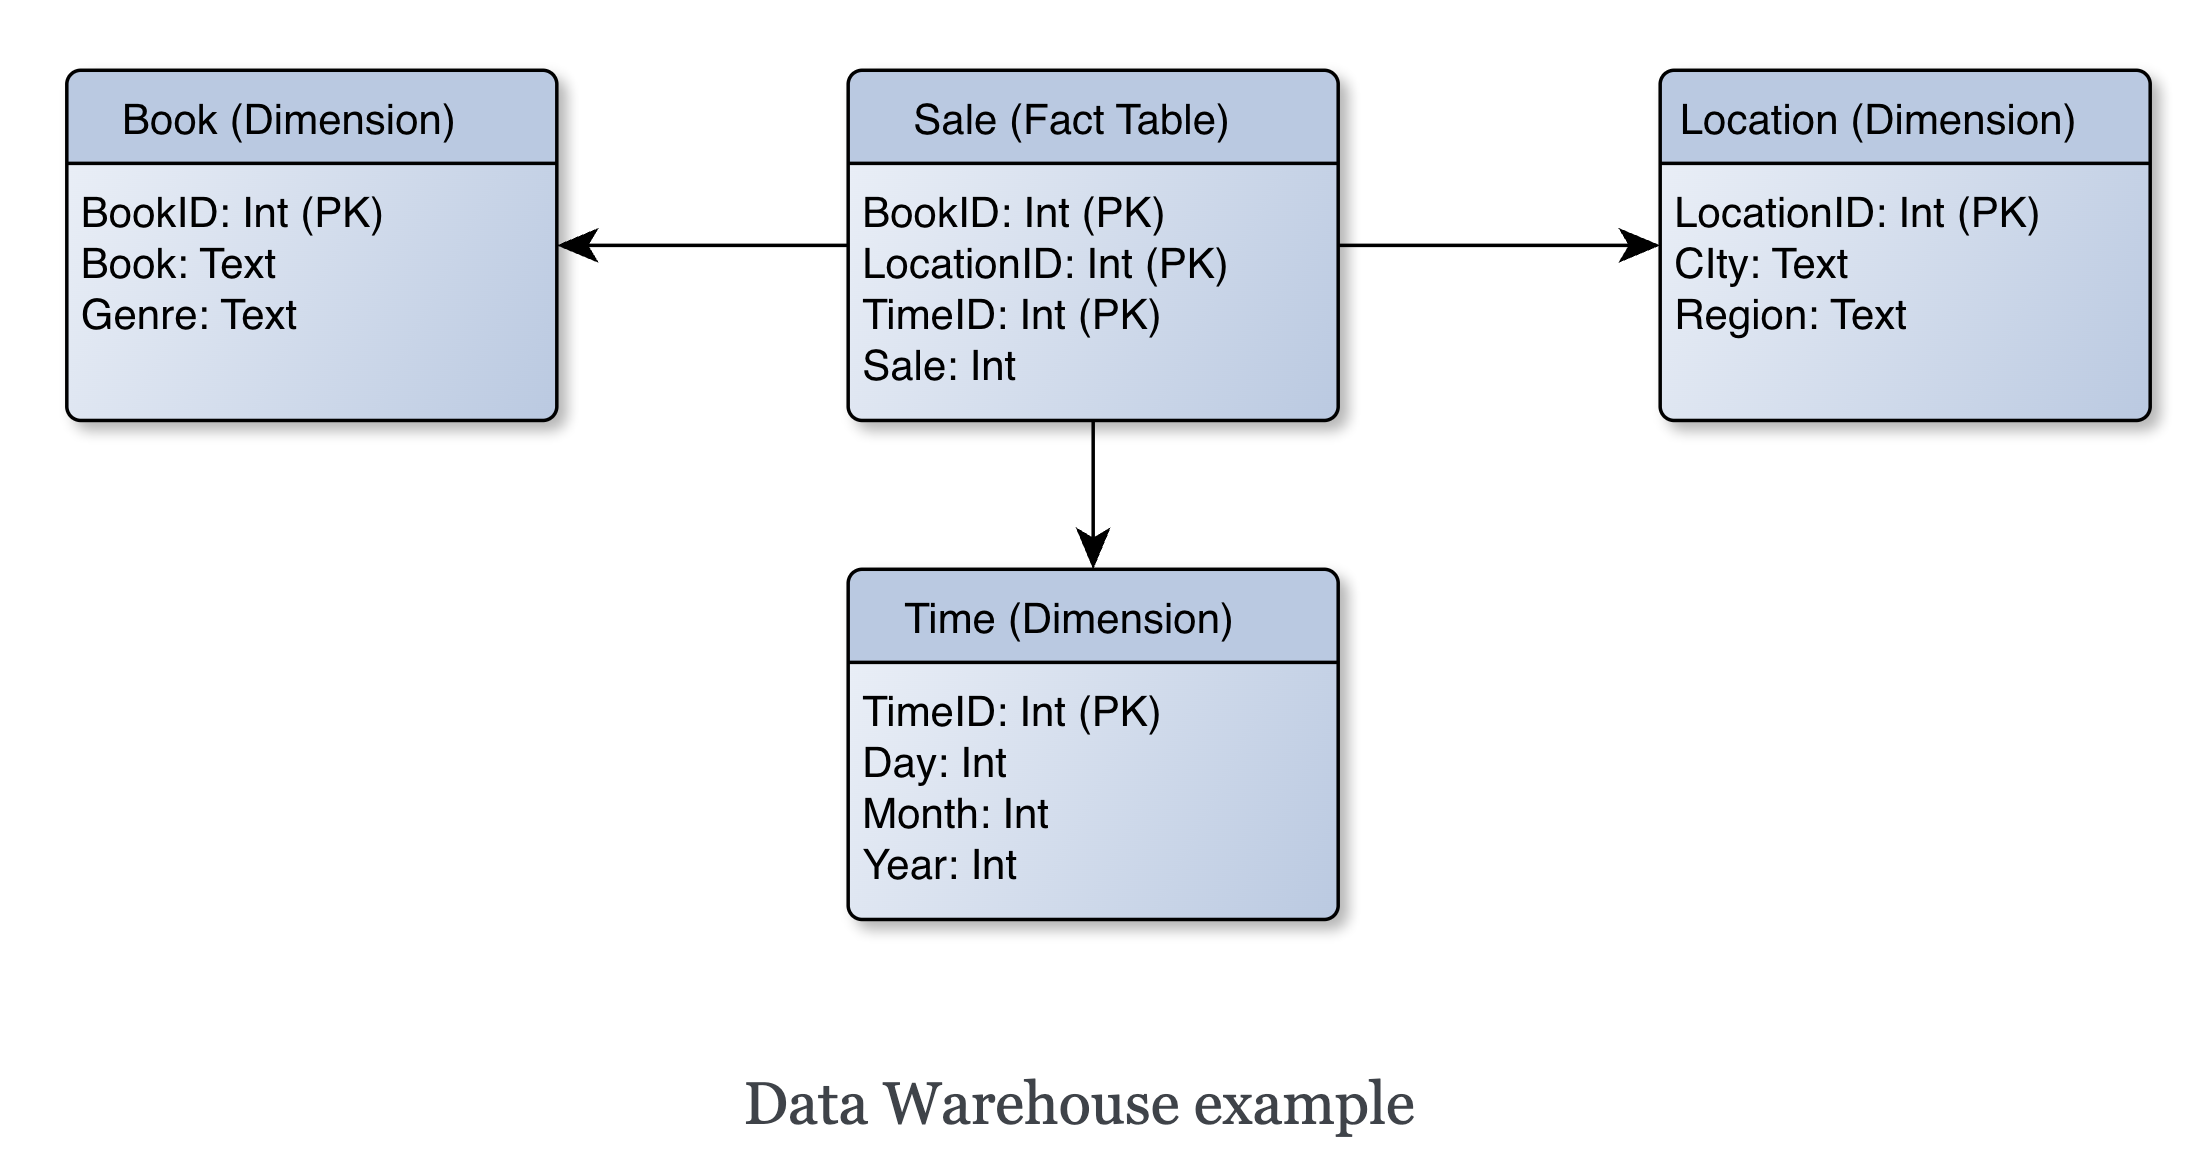 Book (Dimension)
BookID: Int (PK)
Book: Text
Genre: Text
Sale (Fact Table)
BookID: Int (PK)
LocationID: Int (PK)
TimeID: Int (PK)
Sale: Int
Location (Dimension)
LocationID: Int (PK)
CIty: Text
Region: Text
Time (Dimension)
TimeID: Int (PK)
Day: Int
Month: Int
Year: Int
Data Warehouse example